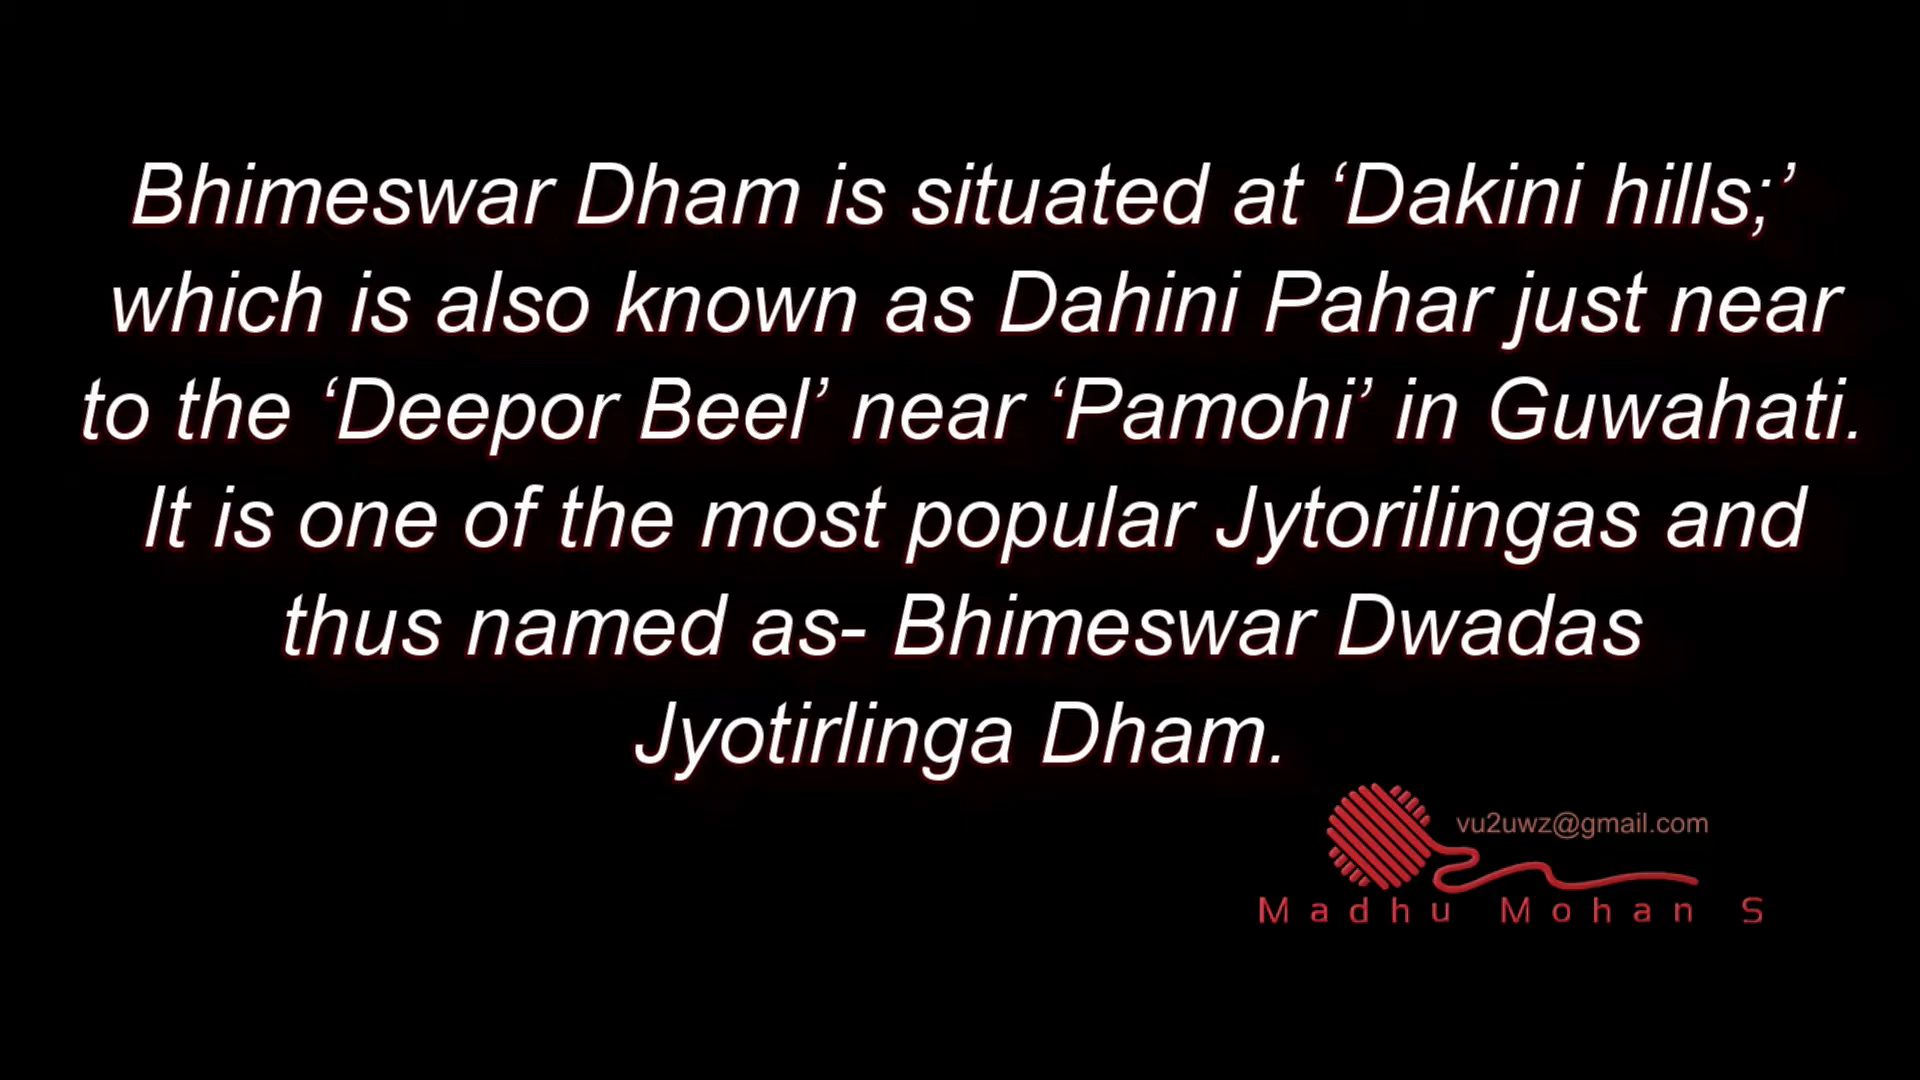 Bhimeswar Dham is situated at ‘Dakini hills;’
which is also known as Dahini Pahar just near
to the ‘Deepor Beel’ near ‘Pamohi’ in Guwahati.
It is one of the most popular Jytorilingas and
thus named as- Bhimeswar Dwadas
Jyotirlinga Dham.
vu2uwz@gmail.com
Madhu Mohan S